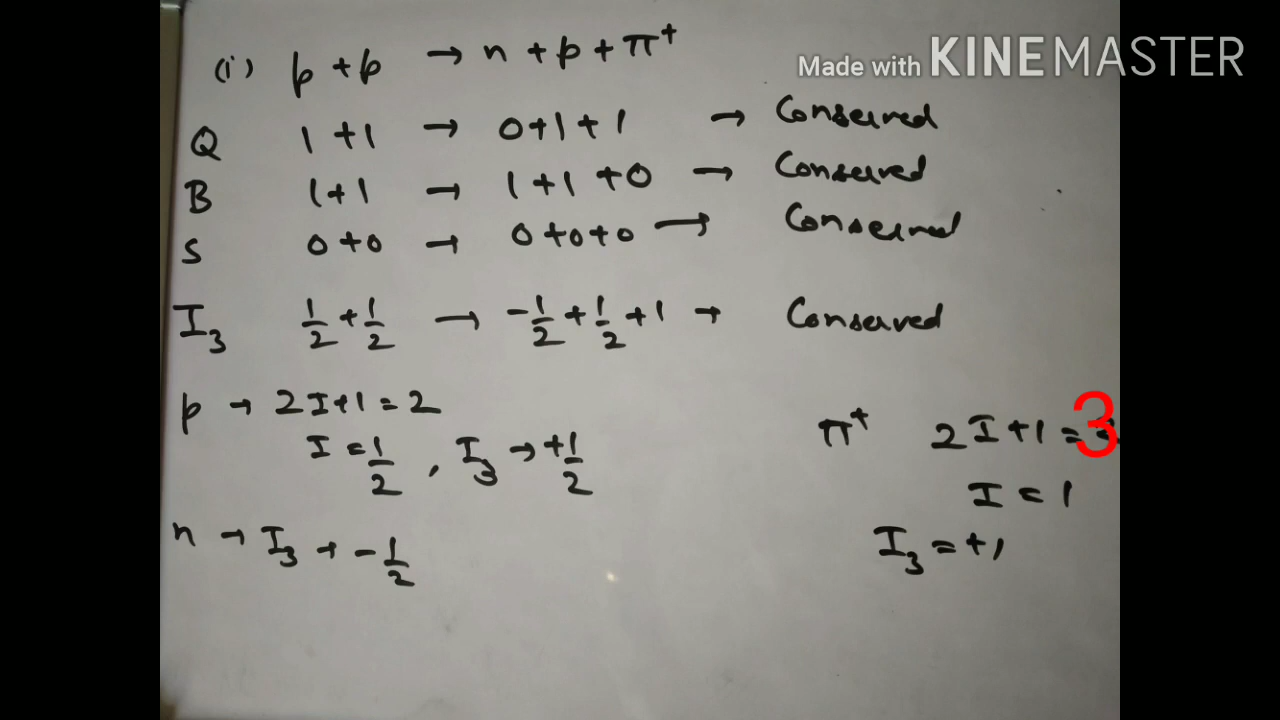 (i) p + p → n + p + π⁺
Made with KINEMASTER
Q 1 + 1 → 0 + 1 + 1 → Conserved
B 1 + 1 → 1 + 1 + 0 → Conserved
S 0 + 0 → 0 + 0 + 0 → Conserved
I₃ 1/2 + 1/2 → -1/2 + 1/2 + 1 → Conserved
p → 2I+1 = 2
I = 1/2 , I₃ → +1/2
n → I₃ → -1/2
π⁺ 2I+1 = 3
I = 1
I₃ = +1